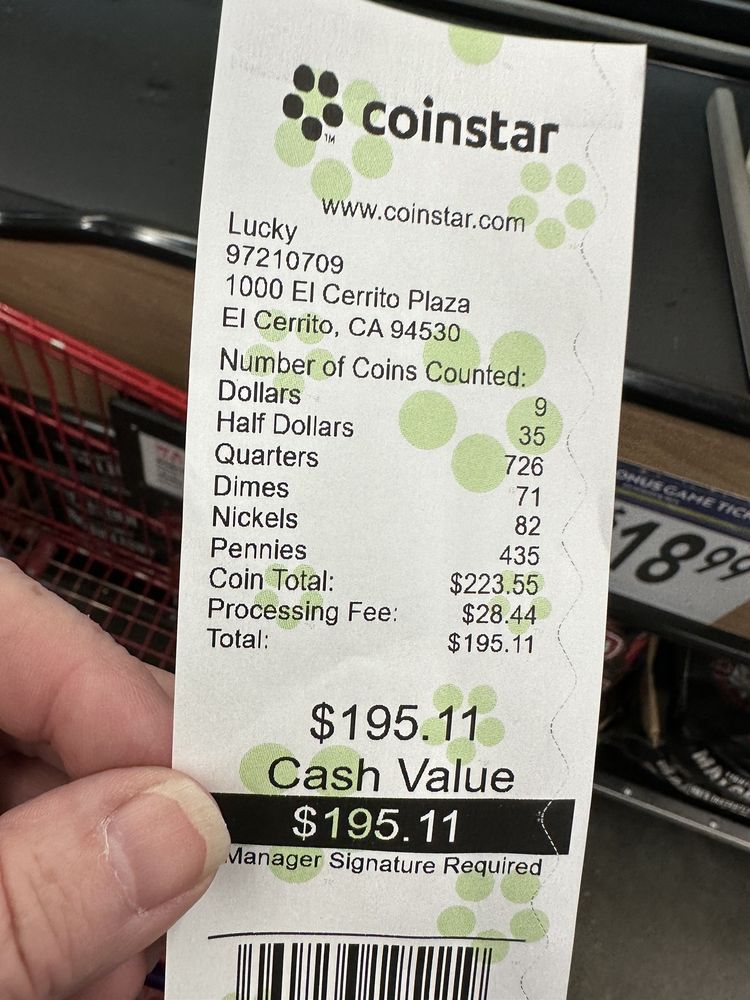 coinstar
TM
www.coinstar.com
Lucky
97210709
1000 El Cerrito Plaza
El Cerrito, CA 94530
Number of Coins Counted:
Dollars 9
Half Dollars 35
Quarters 726
Dimes 71
Nickels 82
Pennies 435
Coin Total: $223.55
Processing Fee: $28.44
Total: $195.11
$195.11
Cash Value
$195.11
Manager Signature Required
$18.99